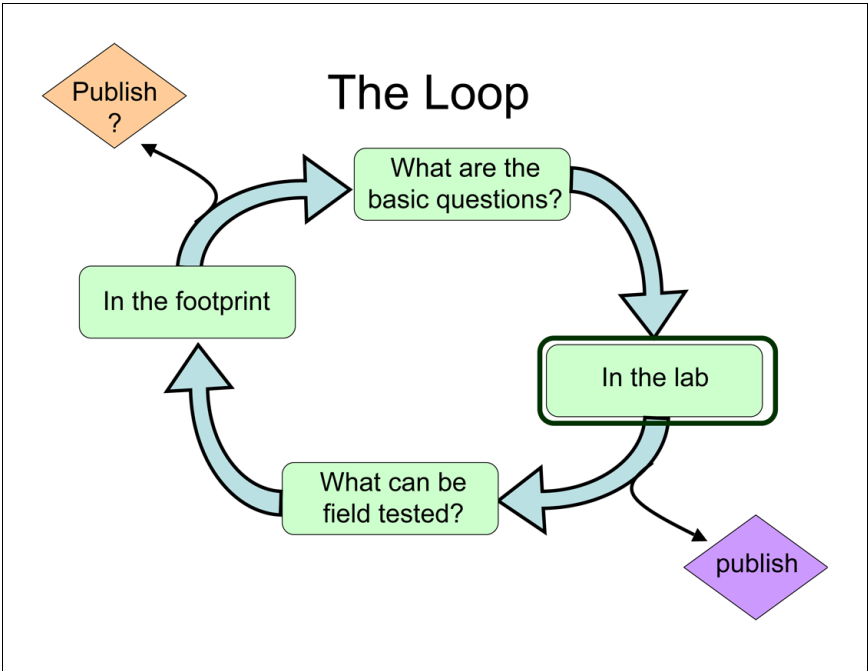 The Loop
Publish
?
What are the
basic questions?
In the footprint
In the lab
What can be
field tested?
publish